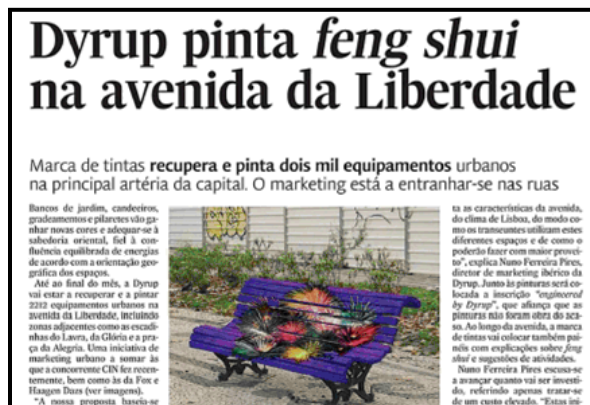 Dyrup pinta feng shui
na avenida da Liberdade
Marca de tintas recupera e pinta dois mil equipamentos urbanos
na principal artéria da capital. O marketing está a entranhar-se nas ruas
Bancos de jardim, candeeiros,
gradeamentos e pilaretes vão ga-
nhar novas cores e adequar-se à
sabedoria oriental, fiel à con-
fluência equilibrada de energias
de acordo com a orientação geo-
gráfica dos espaços.
Até ao final do mês, a Dyrup
vai estar a recuperar e a pintar
2212 equipamentos urbanos na
avenida da Liberdade, incluindo
zonas adjacentes como as escadi-
nhas do Lavra, da Glória e a pra-
ça da Alegria. Uma iniciativa de
marketing urbano a somar às
que a concorrente CIN fez recen-
temente, bem como às da Fox e
Haagen Dazs (ver imagens).
"A nossa proposta baseia-se
ta as características da avenida,
do clima de Lisboa, do modo co-
mo os transeuntes utilizam estes
diferentes espaços e de como o
poderão fazer com maior provei-
to", explica Nuno Ferreira Pires,
diretor de marketing ibérico da
Dyrup. Junto às pinturas será co-
locada a inscrição "engineered
by Dyrup", que afiança que as
pinturas não foram obra do aca-
so. Ao longo da avenida, a marca
de tintas vai colocar também pai-
néis com explicações sobre feng
shui e sugestões de atividades.
Nuno Ferreira Pires escusa-se
a avançar quanto vai ser investi-
do, referindo apenas tratar-se
de um custo elevado. "Estas ini-